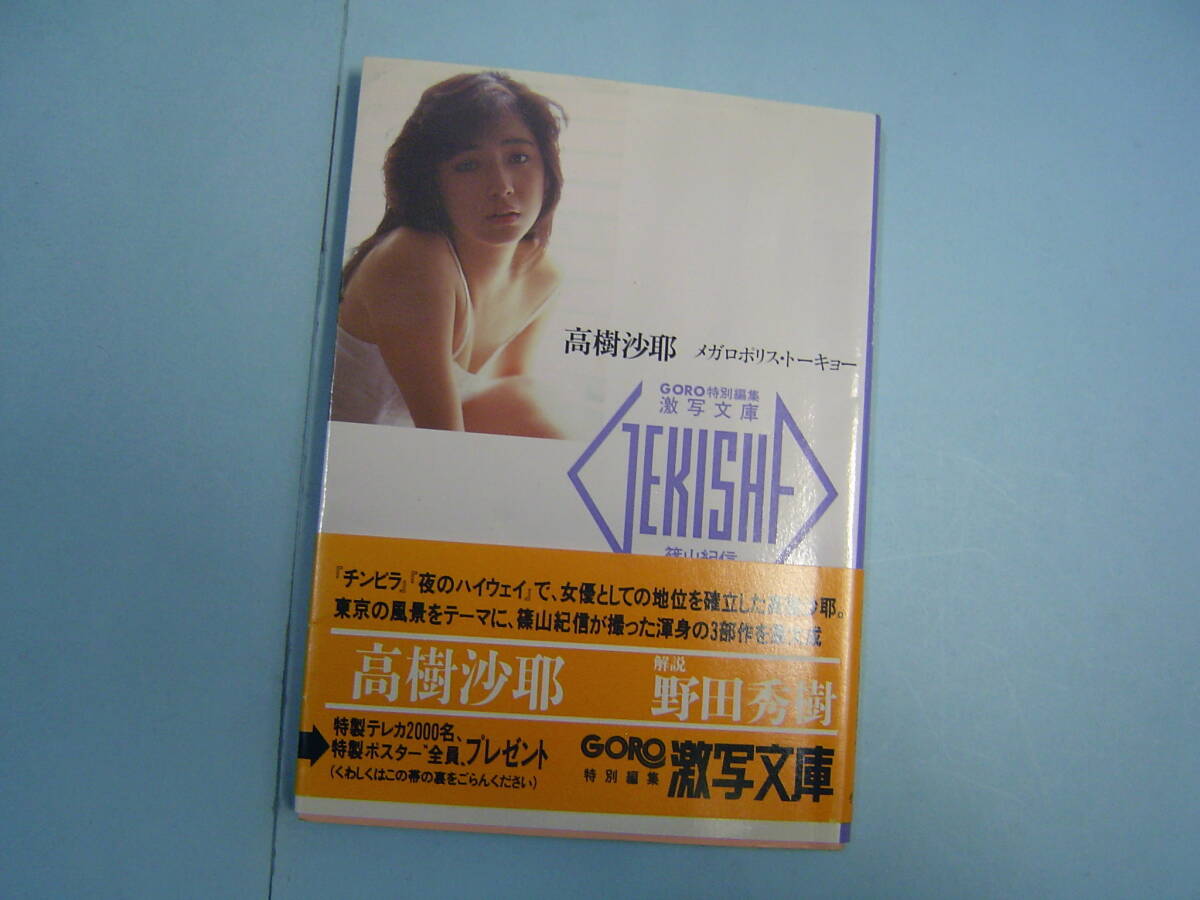 高樹沙耶 メガロポリス・トーキョー
GORO特別編集
激写文庫
GEKISHA
篠山紀信
『チンピラ』『夜のハイウェイ』で、女優としての地位を確立した高樹沙耶。
東京の風景をテーマに、篠山紀信が撮った渾身の3部作を
成
高樹沙耶
解説
野田秀樹
特製テレカ2000名、
特製ポスター"全員、プレゼント
(くわしくはこの帯の裏をごらんください)
GORO
特別編集
激写文庫